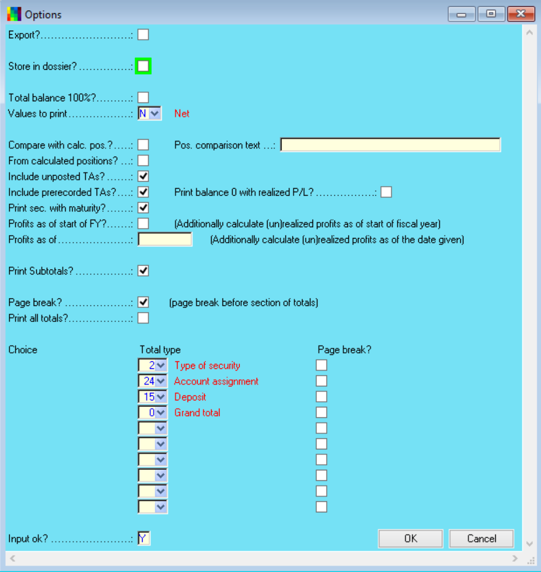 Options
Export?.......................:
Store in dossier? ..............:
Total balance 100%?.........:
Values to print .................: N Net
Compare with calc. pos.?.....: Pos. comparison text ...:
From calculated positions? ...:
Include unposted TAs?........:
Include prerecorded TAs?....: Print balance 0 with realized P/L? .................:
Print sec. with maturity?.......:
Profits as of start of FY?.......: (Additionally calculate (un)realized profits as of start of fiscal year)
Profits as of ....................: (Additionally calculate (un)realized profits as of the date given)
Print Subtotals? ................:
Page break? ...................: (page break before section of totals)
Print all totals?..................:
Choice Total type Page break?
2 Type of security
24 Account assignment
15 Deposit
0 Grand total
Input ok? ......................: Y OK Cancel